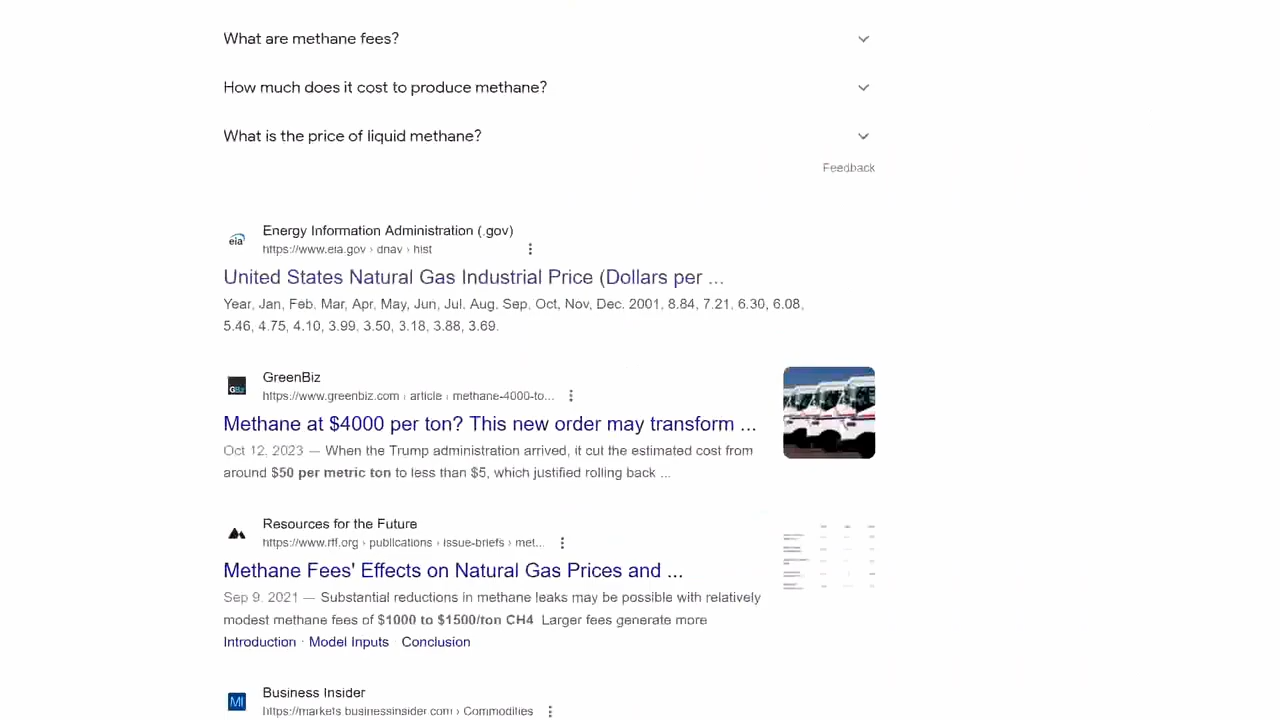 What are methane fees?
How much does it cost to produce methane?
What is the price of liquid methane?
Feedback
eia
Energy Information Administration (.gov)
https://www.eia.gov › dnav › hist
United States Natural Gas Industrial Price (Dollars per ...
Year, Jan, Feb, Mar, Apr, May, Jun, Jul, Aug, Sep, Oct, Nov, Dec. 2001, 8.84, 7.21, 6.30, 6.08,
5.46, 4.75, 4.10, 3.99, 3.50, 3.18, 3.88, 3.69.
GreenBiz
https://www.greenbiz.com › article › methane-4000-to...
Methane at $4000 per ton? This new order may transform ...
Oct 12, 2023 — When the Trump administration arrived, it cut the estimated cost from
around $50 per metric ton to less than $5, which justified rolling back ...
Resources for the Future
https://www.rff.org › publications › issue-briefs › met...
Methane Fees' Effects on Natural Gas Prices and ...
Sep 9, 2021 — Substantial reductions in methane leaks may be possible with relatively
modest methane fees of $1000 to $1500/ton CH4 Larger fees generate more
Introduction · Model Inputs · Conclusion
MI
Business Insider
https://markets.businessinsider.com › Commodities